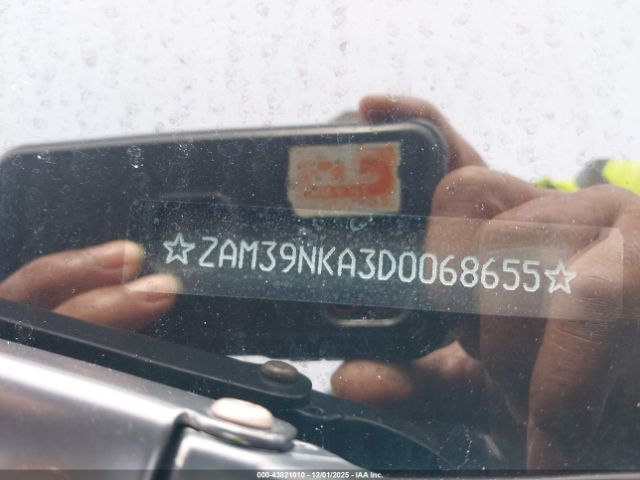 ☆ZAM39NKA3D0068655☆
000-43821010 - 12/01/2025 - IAA Inc.